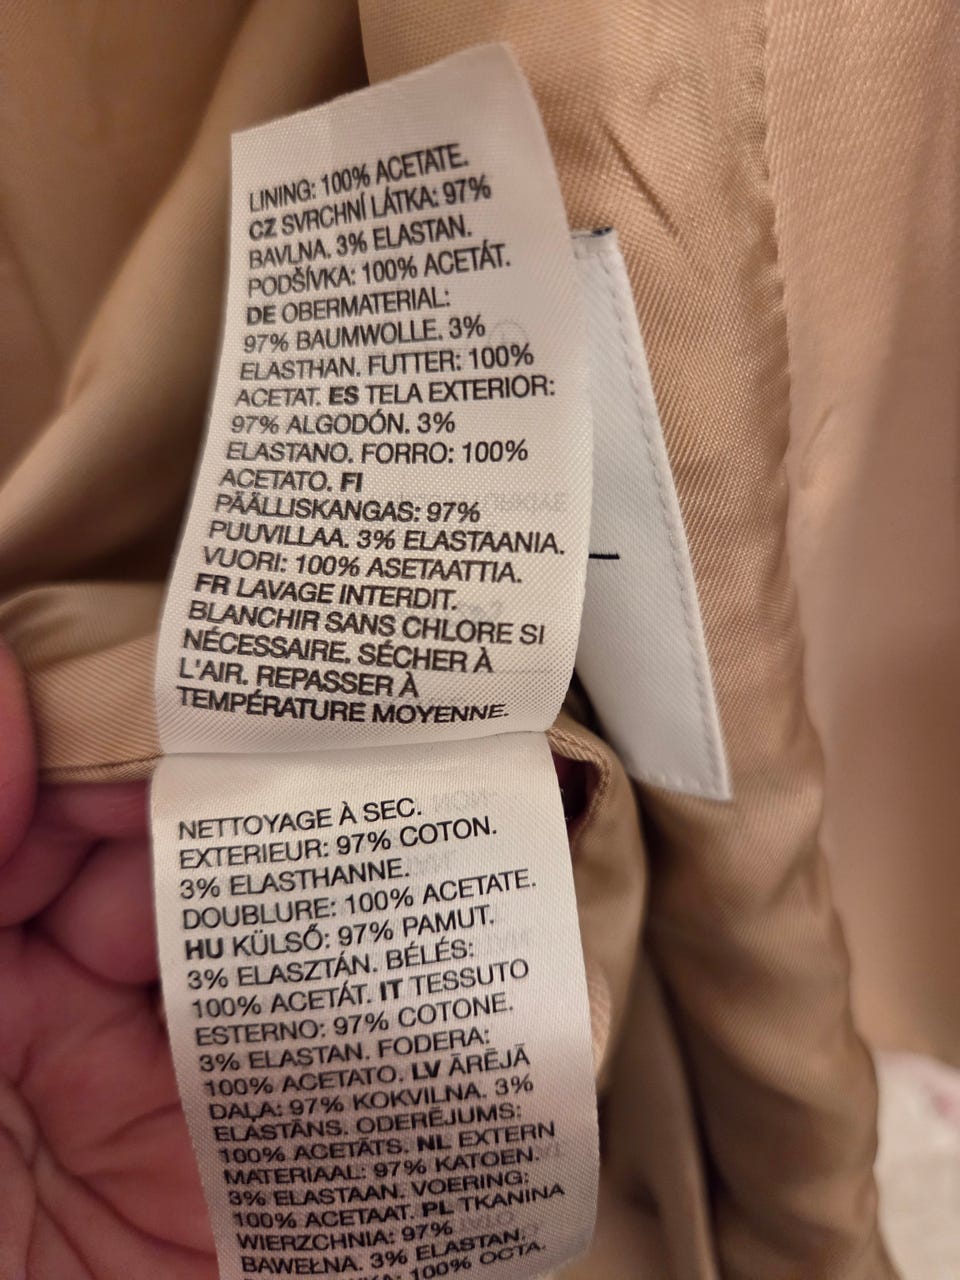 LINING: 100% ACETATE.
CZ SVRCHNÍ LÁTKA: 97%
BAVLNA. 3% ELASTAN.
PODŠÍVKA: 100% ACETÁT.
DE OBERMATERIAL:
97% BAUMWOLLE. 3%
ELASTHAN. FUTTER: 100%
ACETAT. ES TELA EXTERIOR:
97% ALGODÓN. 3%
ELASTANO. FORRO: 100%
ACETATO. FI
PÄÄLLISKANGAS: 97%
PUUVILLAA. 3% ELASTAANIA.
VUORI: 100% ASETAATTIA.
FR LAVAGE INTERDIT.
BLANCHIR SANS CHLORE SI
NÉCESSAIRE. SÉCHER À
L'AIR. REPASSER À
TEMPÉRATURE MOYENNE.
NETTOYAGE À SEC.
EXTERIEUR: 97% COTON.
3% ELASTHANNE.
DOUBLURE: 100% ACETATE.
HU KÜLSŐ: 97% PAMUT.
3% ELASZTÁN. BÉLÉS:
100% ACETÁT. IT TESSUTO
ESTERNO: 97% COTONE.
3% ELASTAN. FODERA:
100% ACETATO. LV ĀRĒJĀ
DAĻA: 97% KOKVILNA. 3%
ELASTĀNS. ODERĒJUMS:
100% ACETĀTS. NL EXTERN
MATERIAAL: 97% KATOEN.
3% ELASTAAN. VOERING:
100% ACETAAT. PL TKANINA
WIERZCHNIA: 97%
BAWEŁNA. 3% ELASTAN.
100% OCTA.